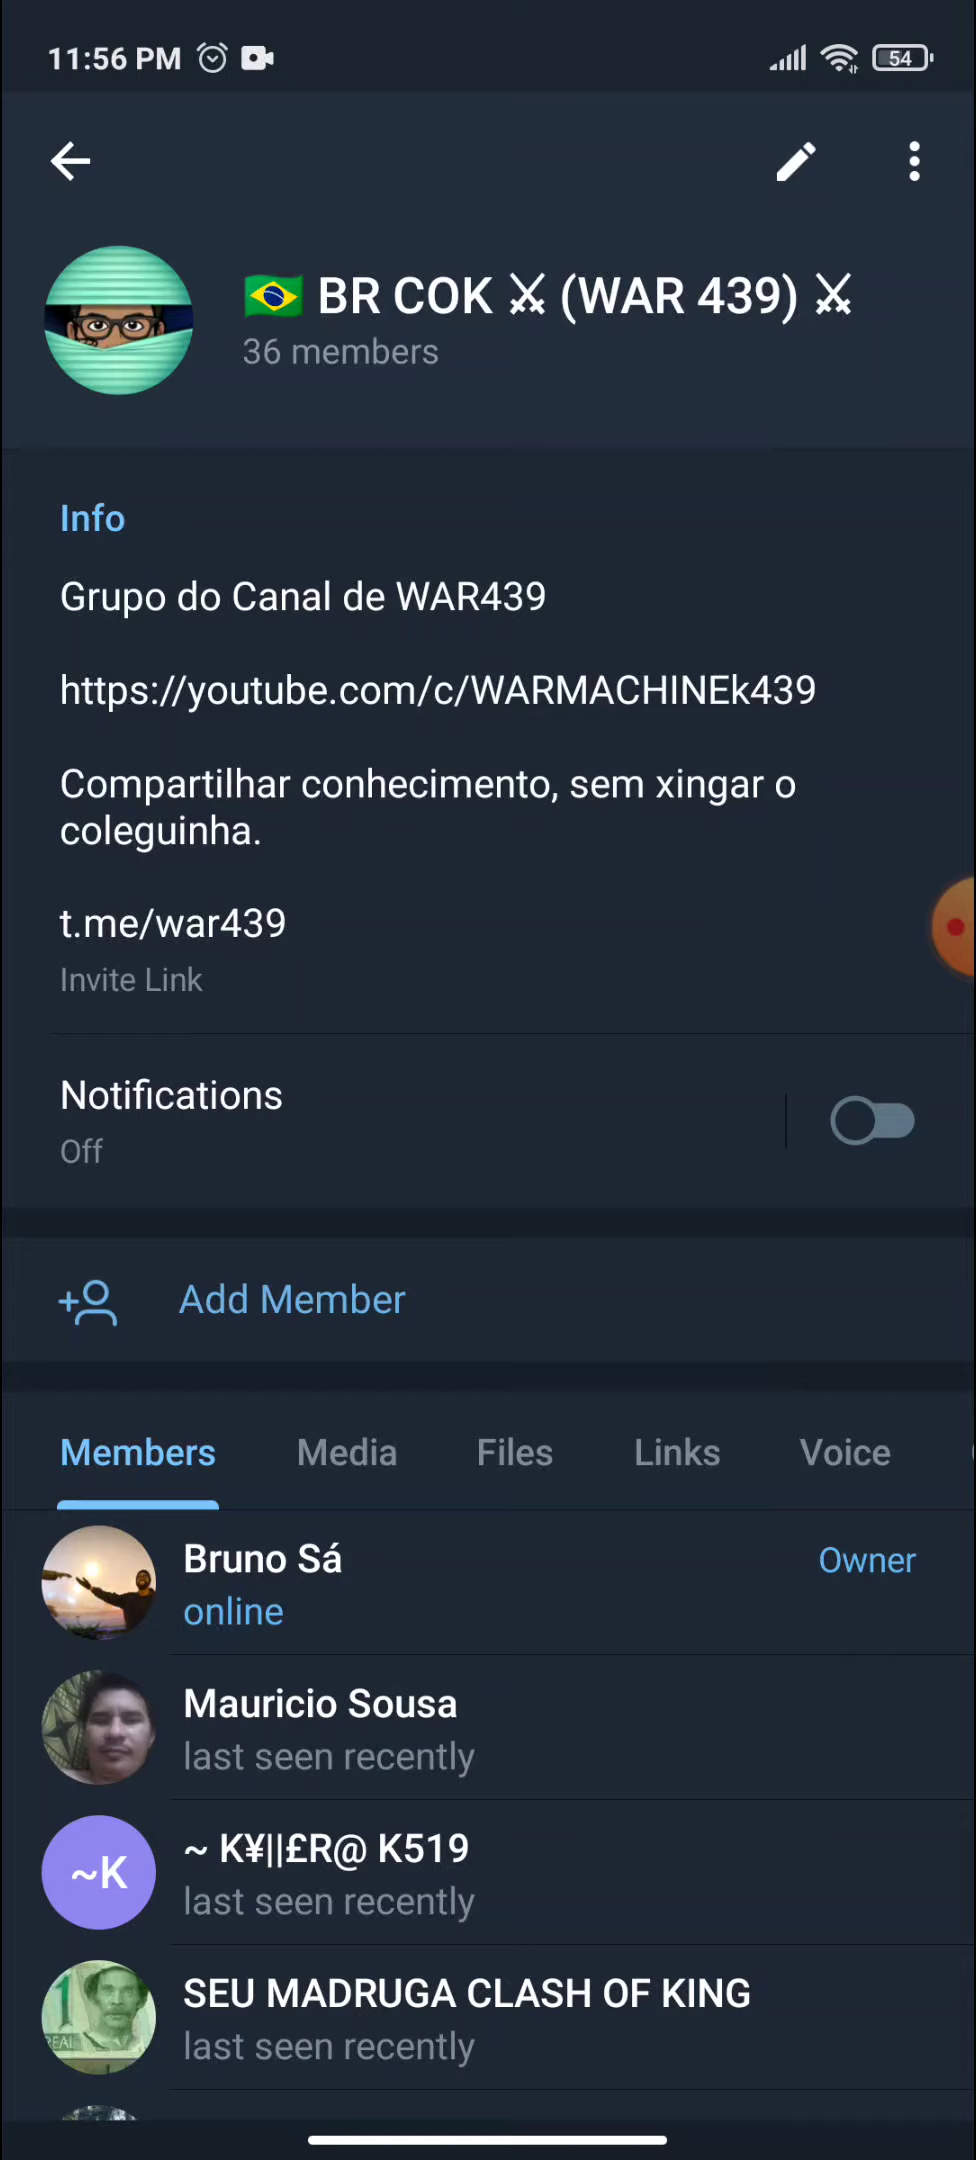 11:56 PM
54
🇧🇷 BR COK ⚔ (WAR 439) ⚔
36 members
Info
Grupo do Canal de WAR439
https://youtube.com/c/WARMACHINEk439
Compartilhar conhecimento, sem xingar o
coleguinha.
t.me/war439
Invite Link
Notifications
Off
Add Member
Members Media Files Links Voice
Bruno Sá
Owner
online
Mauricio Sousa
last seen recently
~K
~ K¥||£R@ K519
last seen recently
1
REAL
SEU MADRUGA CLASH OF KING
last seen recently